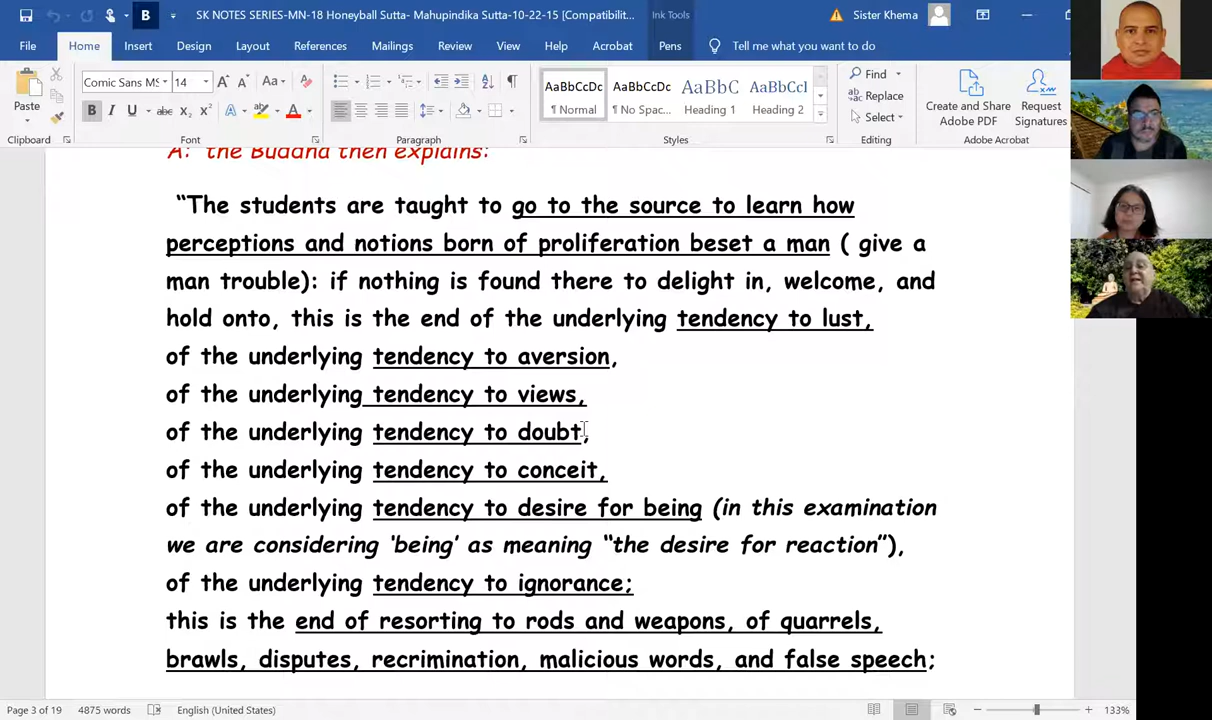 SK NOTES SERIES-MN-18 Honeyball Sutta- Mahupindika Sutta-10-22-15 [Compatibilit...
Ink Tools
Sister Khema
File Home Insert Design Layout References Mailings Review View Help Acrobat Pens Tell me what you want to do
Comic Sans MS 14
Paste
Clipboard Font Paragraph Styles Editing Adobe Acrobat
AaBbCcDc AaBbCcDc AaBbC AaBbCcI
¶ Normal ¶ No Spac... Heading 1 Heading 2
Find
Replace
Select
Create and Share Adobe PDF
Request Signatures
A: the Buddha then explains:
“The students are taught to go to the source to learn how
perceptions and notions born of proliferation beset a man ( give a
man trouble): if nothing is found there to delight in, welcome, and
hold onto, this is the end of the underlying tendency to lust,
of the underlying tendency to aversion,
of the underlying tendency to views,
of the underlying tendency to doubt,
of the underlying tendency to conceit,
of the underlying tendency to desire for being (in this examination
we are considering ‘being’ as meaning “the desire for reaction”),
of the underlying tendency to ignorance;
this is the end of resorting to rods and weapons, of quarrels,
brawls, disputes, recrimination, malicious words, and false speech;
Page 3 of 19 4875 words English (United States) 133%